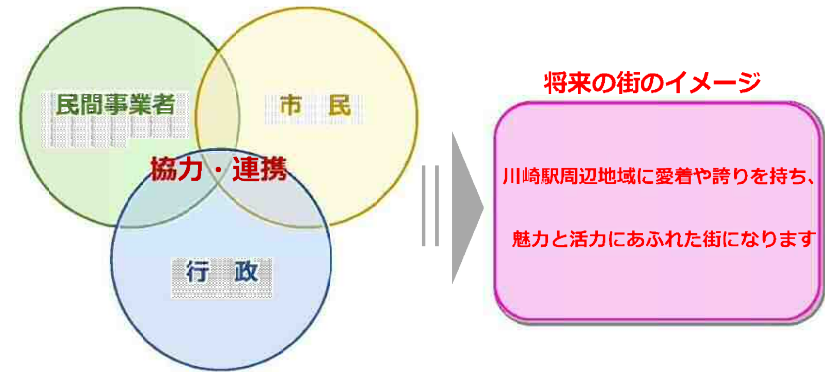 民間事業者
市　民
協力・連携
行　政
将来の街のイメージ
川崎駅周辺地域に愛着や誇りを持ち、
魅力と活力にあふれた街になります